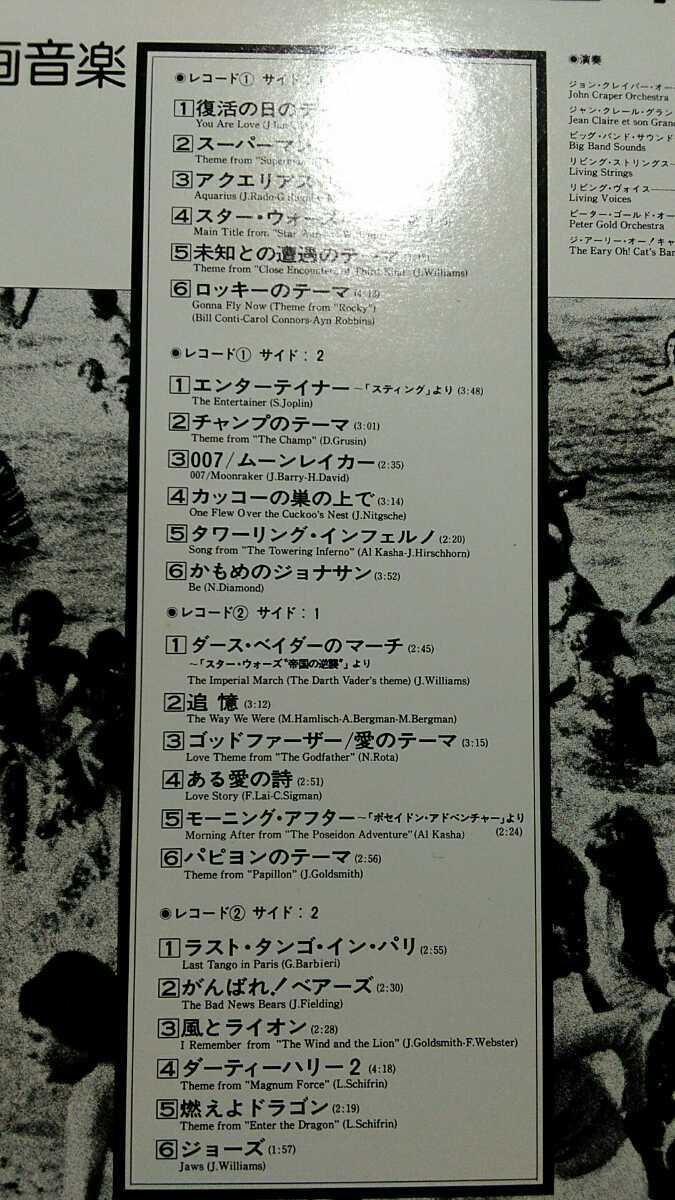 画音楽
●レコード① サイド：
1 復活の日の
You Are Love
2 スーパーマン
Theme from
3 アクエリアス
Aquarius (J.Rado-G
4 スター・ウォーズ
Main Title from "Star
5 未知との遭遇のテーマ
Theme from "Close Encounters of Third Kind" (J.Williams)
6 ロッキーのテーマ (4:13)
Gonna Fly Now (Theme from "Rocky")
(Bill Conti-Carol Connors-Ayn Robbins)
●レコード① サイド：2
1 エンターテイナー ～「スティング」より (3:48)
The Entertainer (S.Joplin)
2 チャンプのテーマ (3:01)
Theme from "The Champ" (D.Grusin)
3 007/ムーンレイカー (2:35)
007/Moonraker (J.Barry-H.David)
4 カッコーの巣の上で (3:14)
One Flew Over the Cuckoo's Nest (J.Nitgsche)
5 タワーリング・インフェルノ (2:20)
Song from "The Towering Inferno" (Al Kasha-J.Hirschhorn)
6 かもめのジョナサン (3:52)
Be (N.Diamond)
●レコード② サイド：1
1 ダース・ベイダーのマーチ (2:45)
～「スター・ウォーズ"帝国の逆襲"」より
The Imperial March (The Darth Vader's theme) (J.Williams)
2 追憶 (3:12)
The Way We Were (M.Hamlisch-A.Bergman-M.Bergman)
3 ゴッドファーザー/愛のテーマ (3:15)
Love Theme from "The Godfather" (N.Rota)
4 ある愛の詩 (2:51)
Love Story (F.Lai-C.Sigman)
5 モーニング・アフター ～「ポセイドン・アドベンチャー」より
Morning After from "The Poseidon Adventure" (Al Kasha) (2:24)
6 パピヨンのテーマ (2:56)
Theme from "Papillon" (J.Goldsmith)
●レコード② サイド：2
1 ラスト・タンゴ・イン・パリ (2:55)
Last Tango in Paris (G.Barbieri)
2 がんばれ!ベアーズ (2:30)
The Bad News Bears (J.Fielding)
3 風とライオン (2:28)
I Remember from "The Wind and the Lion" (J.Goldsmith-F.Webster)
4 ダーティーハリー2 (4:18)
Theme from "Magnum Force" (L.Schifrin)
5 燃えよドラゴン (2:19)
Theme from "Enter the Dragon" (L.Schifrin)
6 ジョーズ (1:57)
Jaws (J.Williams)
●演奏
ジョン・クレイパー・オー
John Craper Orchestra
ジャン・クレール・グラン
Jean Claire et son Grand
ビッグ・バンド・サウンド
Big Band Sounds
リビング・ストリングス
Living Strings
リビング・ヴォイス
Living Voices
ピーター・ゴールド・オー
Peter Gold Orchestra
ジ・アーリー・オー!キャ
The Eary Oh! Cat's Ban